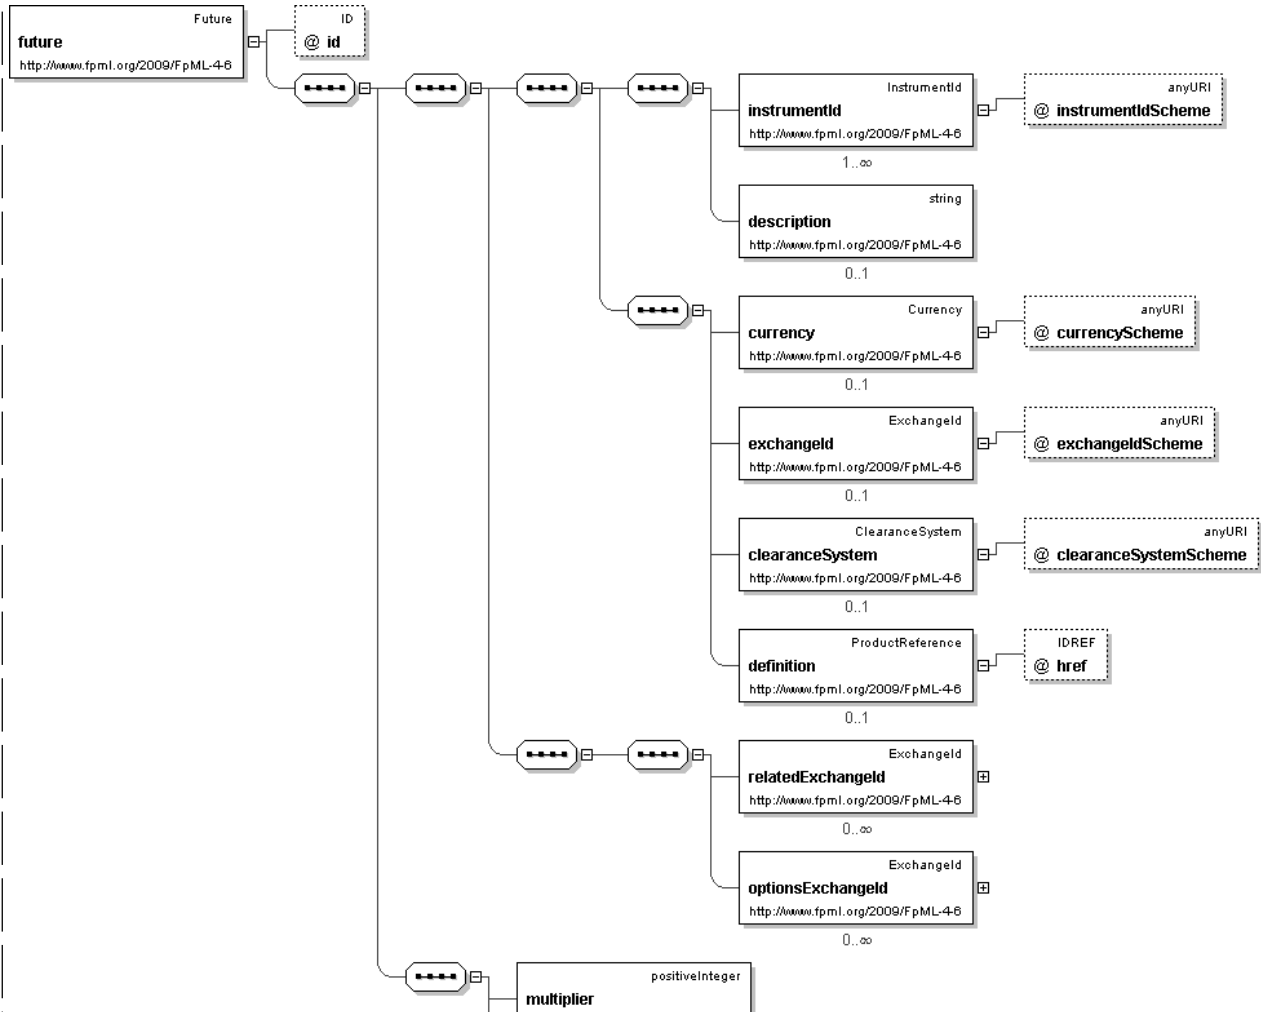 Future
future
http://www.fpml.org/2009/FpML-4-6
ID
@ id
InstrumentId
instrumentId
http://www.fpml.org/2009/FpML-4-6
1..∞
anyURI
@ instrumentIdScheme
string
description
http://www.fpml.org/2009/FpML-4-6
0..1
Currency
currency
http://www.fpml.org/2009/FpML-4-6
0..1
anyURI
@ currencyScheme
ExchangeId
exchangeId
http://www.fpml.org/2009/FpML-4-6
0..1
anyURI
@ exchangeIdScheme
ClearanceSystem
clearanceSystem
http://www.fpml.org/2009/FpML-4-6
0..1
anyURI
@ clearanceSystemScheme
ProductReference
definition
http://www.fpml.org/2009/FpML-4-6
0..1
IDREF
@ href
ExchangeId
relatedExchangeId
http://www.fpml.org/2009/FpML-4-6
0..∞
ExchangeId
optionsExchangeId
http://www.fpml.org/2009/FpML-4-6
0..∞
positiveInteger
multiplier